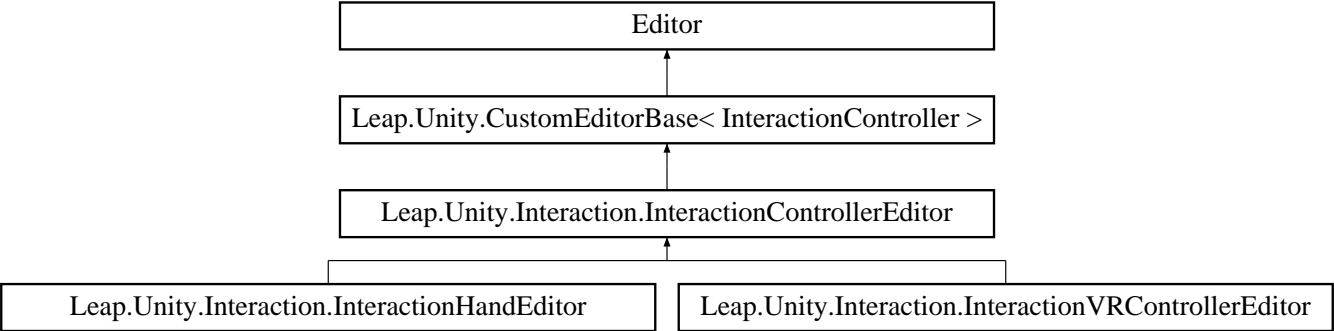 Editor
Leap.Unity.CustomEditorBase< InteractionController >
Leap.Unity.Interaction.InteractionControllerEditor
Leap.Unity.Interaction.InteractionHandEditor
Leap.Unity.Interaction.InteractionVRControllerEditor